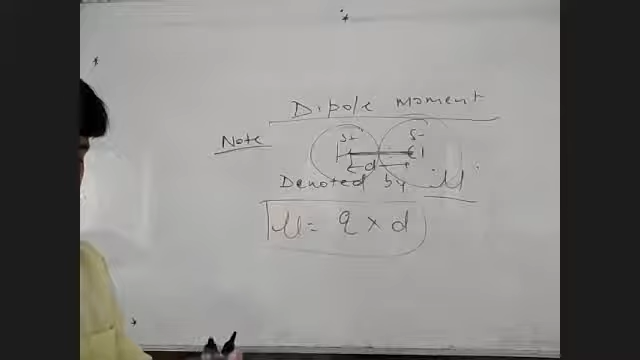 Dipole moment
Note
δ+ δ-
H Cl
d
Denoted by "μ"
μ = q × d